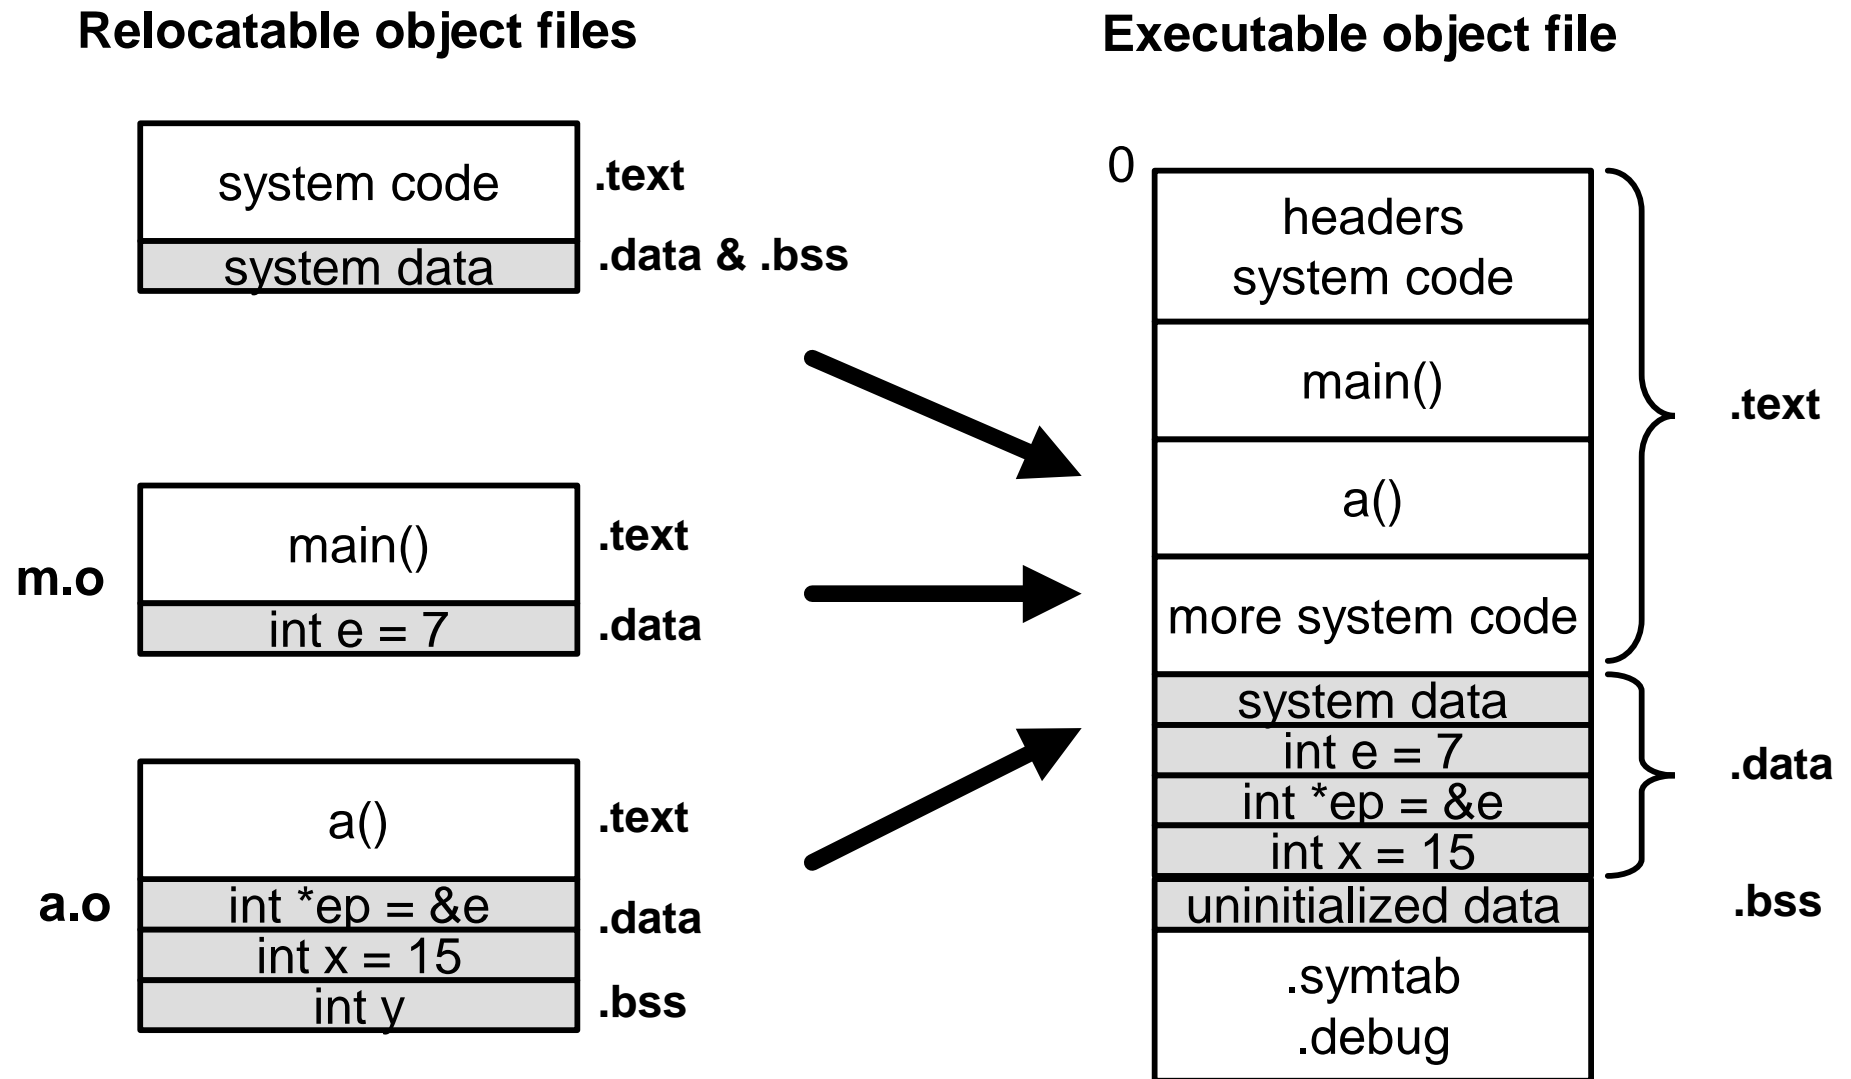 Relocatable object files
system code
.text
system data
.data & .bss
m.o
main()
.text
int e = 7
.data
a.o
a()
.text
int *ep = &e
.data
int x = 15
int y
.bss
Executable object file
0
headers
system code
main()
a()
more system code
.text
system data
int e = 7
int *ep = &e
int x = 15
.data
uninitialized data
.bss
.symtab
.debug